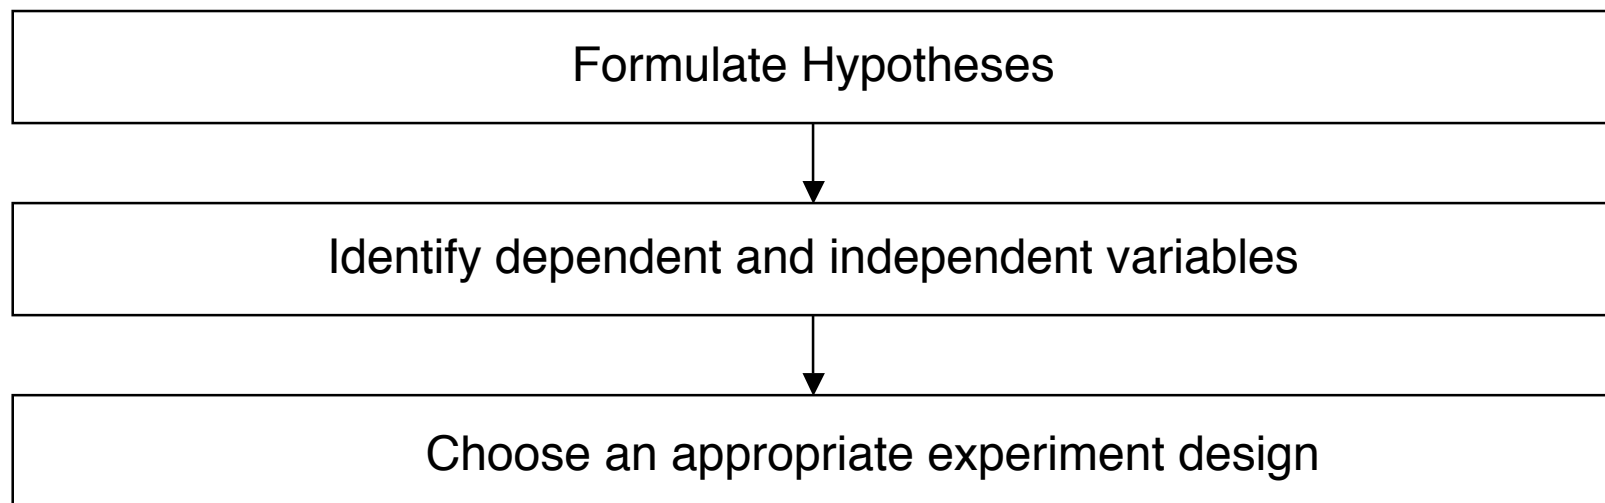 Formulate Hypotheses
Identify dependent and independent variables
Choose an appropriate experiment design